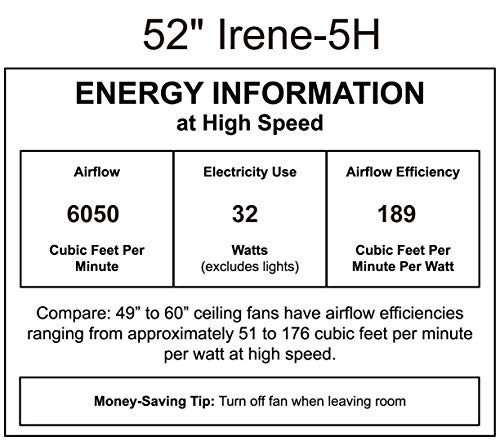 52" Irene-5H
ENERGY INFORMATION
at High Speed
Airflow
6050
Cubic Feet Per
Minute
Electricity Use
32
Watts
(excludes lights)
Airflow Efficiency
189
Cubic Feet Per
Minute Per Watt
Compare: 49” to 60” ceiling fans have airflow efficiencies
ranging from approximately 51 to 176 cubic feet per minute
per watt at high speed.
Money-Saving Tip: Turn off fan when leaving room